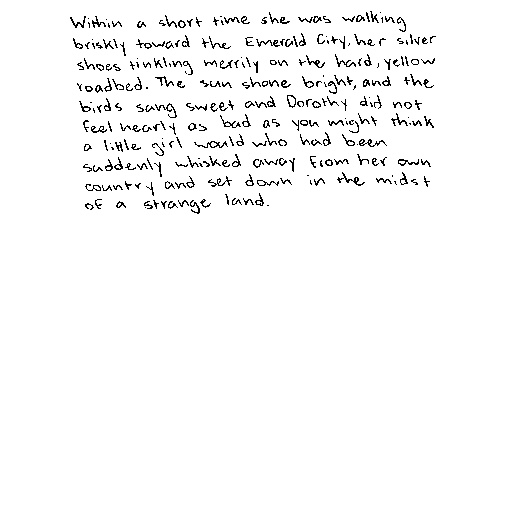 Within a short time she was walking
briskly toward the Emerald City, her silver
shoes tinkling merrily on the hard, yellow
roadbed. The sun shone bright, and the
birds sang sweet and Dorothy did not
feel nearly as bad as you might think
a little girl would who had been
suddenly whisked away from her own
country and set down in the midst
of a strange land.